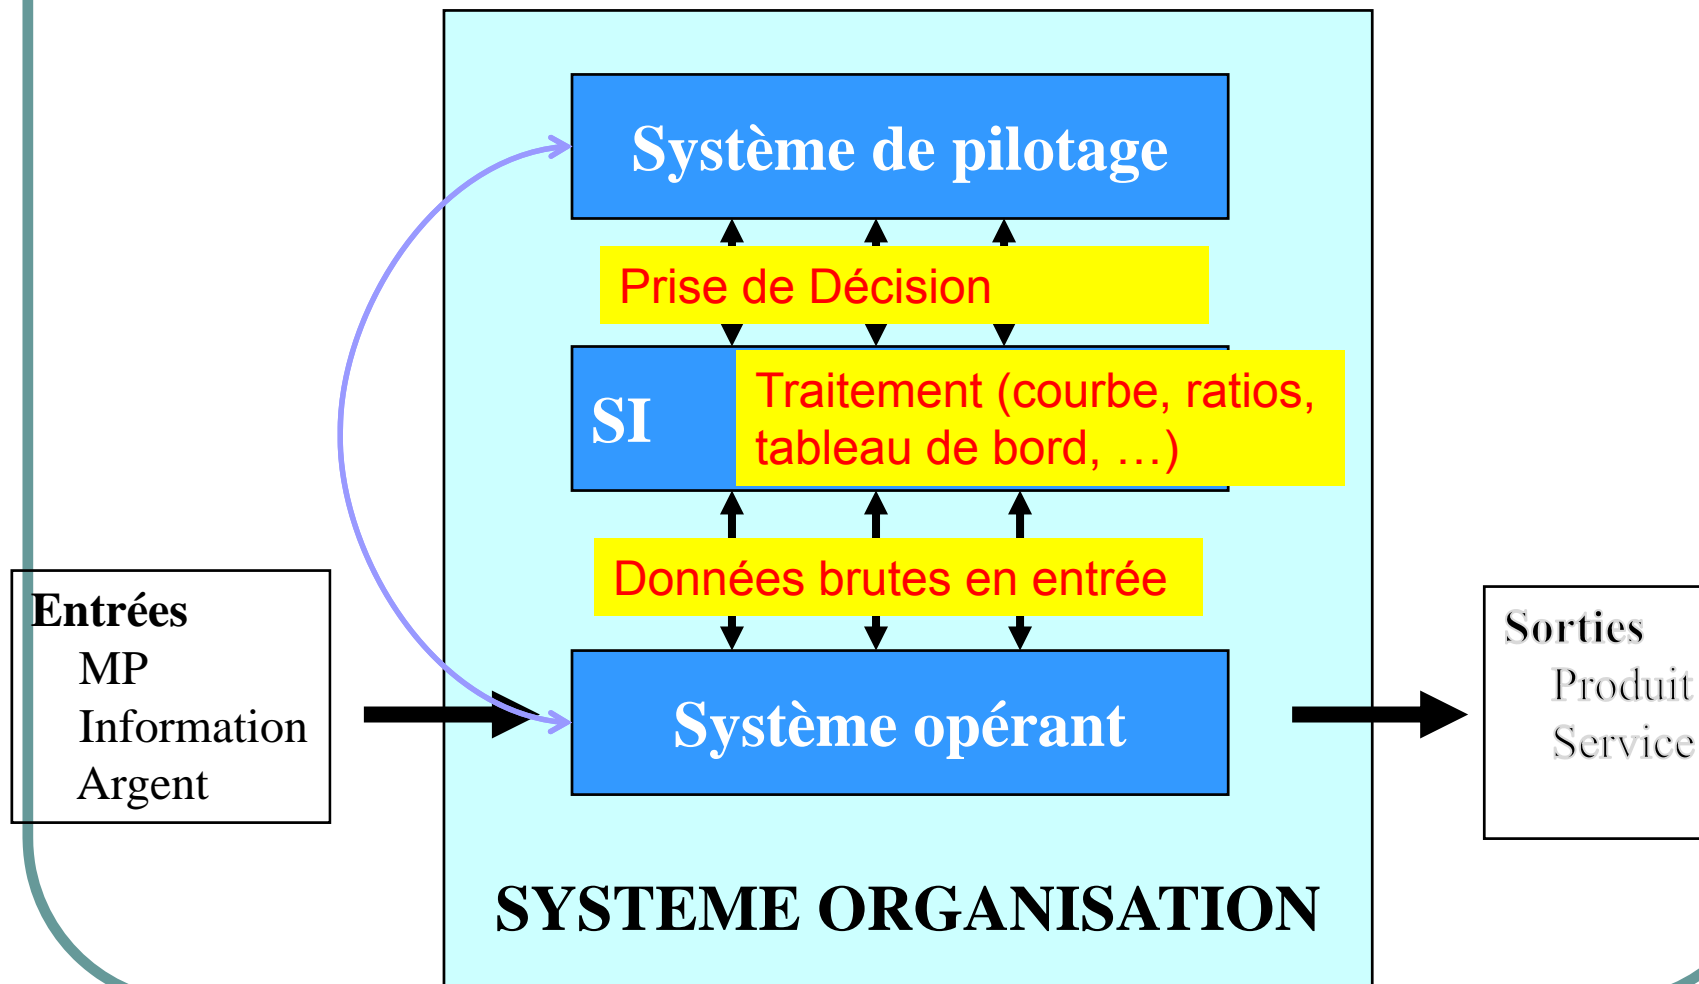 Système de pilotage
Prise de Décision
SI
Traitement (courbe, ratios,
tableau de bord, …)
Données brutes en entrée
Entrées
MP
Information
Argent
Système opérant
Sorties
Produit
Service
SYSTEME ORGANISATION